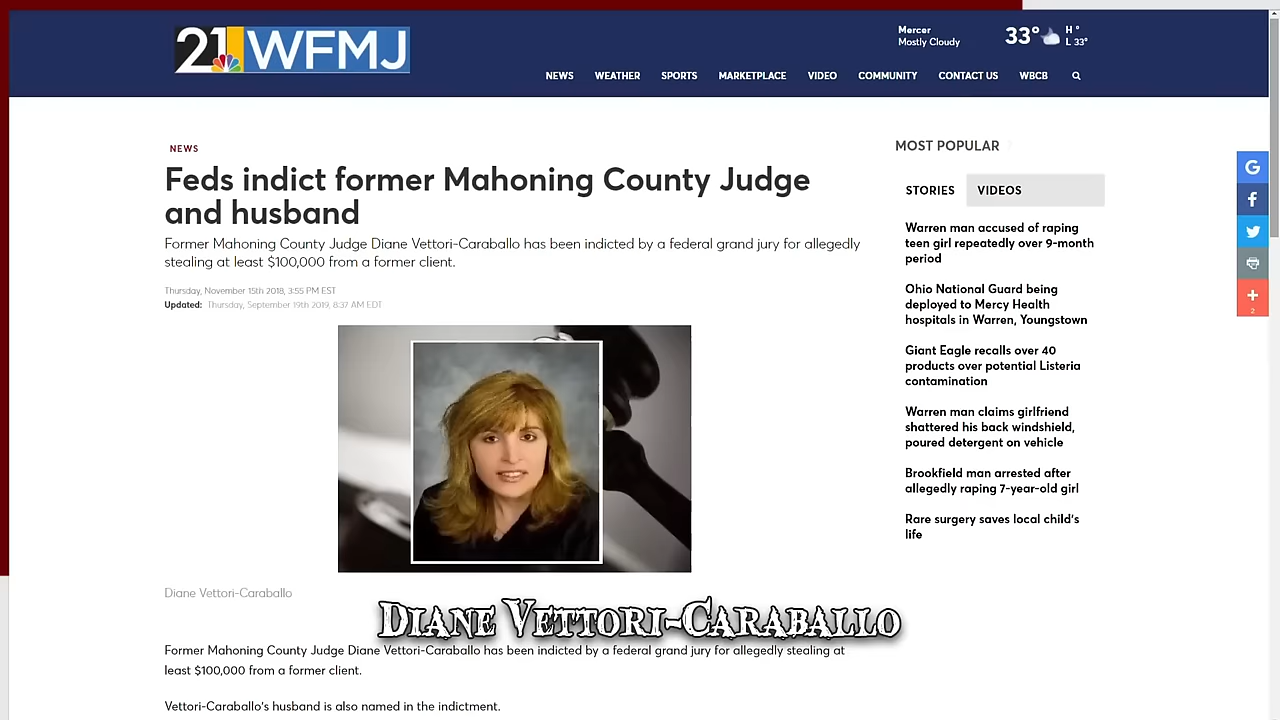 21 WFMJ
Mercer
Mostly Cloudy
33°
H °
L 33°
NEWS WEATHER SPORTS MARKETPLACE VIDEO COMMUNITY CONTACT US WBCB
NEWS
Feds indict former Mahoning County Judge
and husband
Former Mahoning County Judge Diane Vettori-Caraballo has been indicted by a federal grand jury for allegedly
stealing at least $100,000 from a former client.
Thursday, November 15th 2018, 3:55 PM EST
Updated: Thursday, September 19th 2019, 8:37 AM EDT
Diane Vettori-Caraballo
Diane Vettori-Caraballo
Former Mahoning County Judge Diane Vettori-Caraballo has been indicted by a federal grand jury for allegedly stealing at
least $100,000 from a former client.
Vettori-Caraballo's husband is also named in the indictment.
MOST POPULAR
STORIES VIDEOS
Warren man accused of raping
teen girl repeatedly over 9-month
period
Ohio National Guard being
deployed to Mercy Health
hospitals in Warren, Youngstown
Giant Eagle recalls over 40
products over potential Listeria
contamination
Warren man claims girlfriend
shattered his back windshield,
poured detergent on vehicle
Brookfield man arrested after
allegedly raping 7-year-old girl
Rare surgery saves local child's
life
G
f
+
2